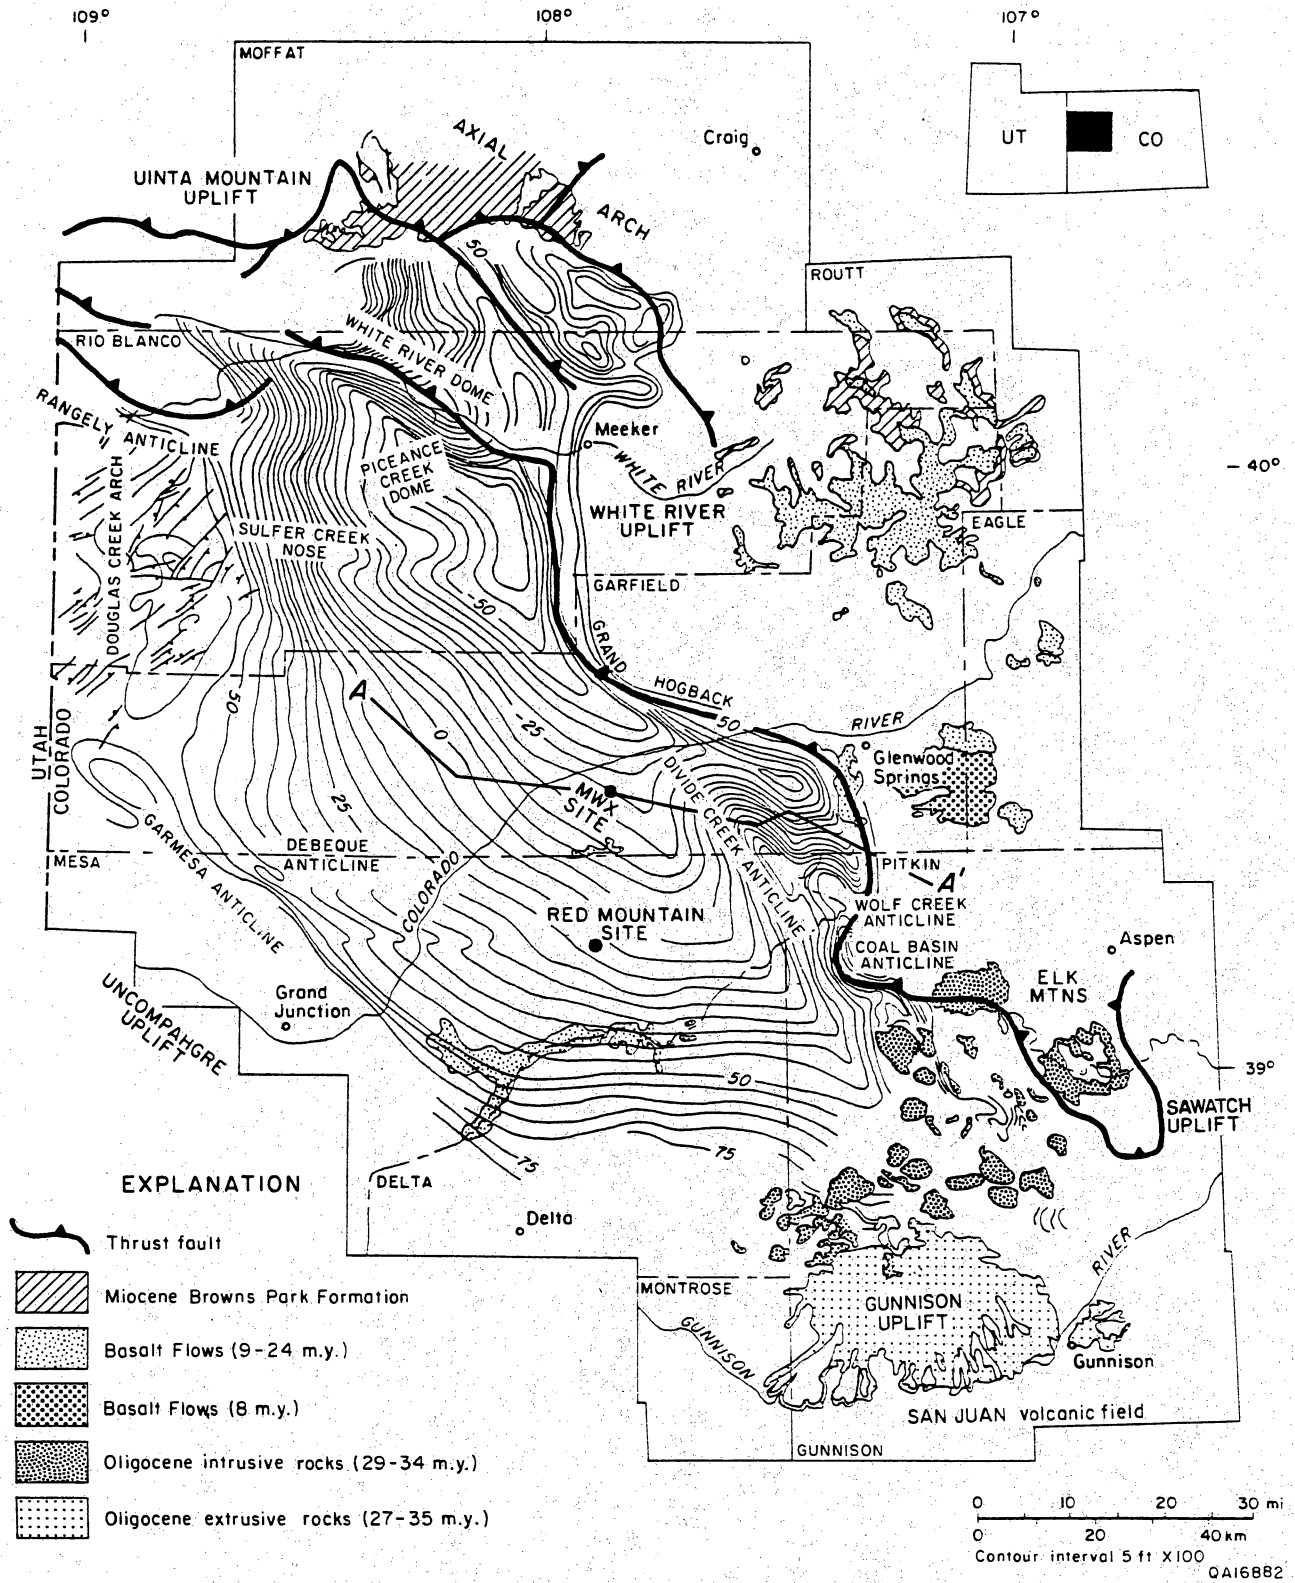 109°
108°
107°
MOFFAT
AXIAL
ARCH
Craig
UT
CO
UINTA MOUNTAIN
UPLIFT
50
ROUTT
RIO BLANCO
WHITE RIVER DOME
RANGELY ANTICLINE
Meeker
WHITE RIVER
40°
PICEANCE
CREEK
DOME
DOUGLAS CREEK ARCH
WHITE RIVER
UPLIFT
SULFER CREEK
NOSE
EAGLE
GARFIELD
-50
GRAND
HOGBACK
50
A
50
-25
0
RIVER
UTAH
COLORADO
Glenwood
Springs
MWX
SITE
DIVIDE CREEK ANTICLINE
25
GARMESA ANTICLINE
DEBEQUE
ANTICLINE
MESA
COLORADO
PITKIN
A'
WOLF CREEK
ANTICLINE
RED MOUNTAIN
SITE
COAL BASIN
ANTICLINE
Aspen
ELK
MTNS
UNCOMPAHGRE
UPLIFT
Grand
Junction
39°
50
SAWATCH
UPLIFT
75
75
DELTA
Delta
MONTROSE
GUNNISON
RIVER
GUNNISON
UPLIFT
Gunnison
SAN JUAN volcanic field
GUNNISON
EXPLANATION
Thrust fault
Miocene Browns Park Formation
Basalt Flows (9-24 m.y.)
Basalt Flows (8 m.y.)
Oligocene intrusive rocks (29-34 m.y.)
Oligocene extrusive rocks (27-35 m.y.)
0 10 20 30 mi
0 20 40 km
Contour interval 5 ft X100
QA16882